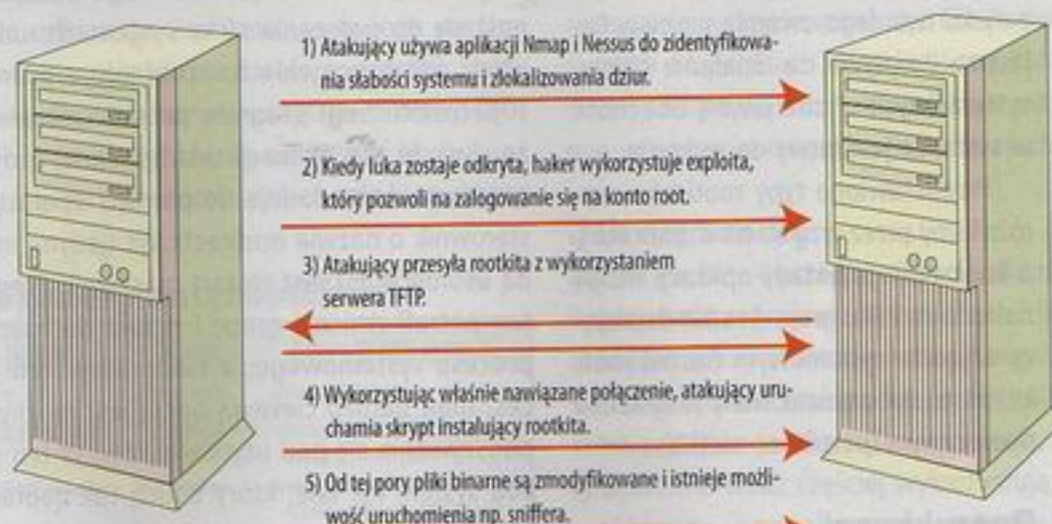 1) Atakujący używa aplikacji Nmap i Nessus do zidentyfikowa-
nia słabości systemu i zlokalizowania dziur.
2) Kiedy luka zostaje odkryta, haker wykorzystuje exploita,
który pozwoli na zalogowanie się na konto root.
3) Atakujący przesyła rootkita z wykorzystaniem
serwera TFTP.
4) Wykorzystując właśnie nawiązane połączenie, atakujący uru-
chamia skrypt instalujący rootkita.
5) Od tej pory pliki binarne są zmodyfikowane i istnieje możli-
wość uruchomienia np. sniffera.